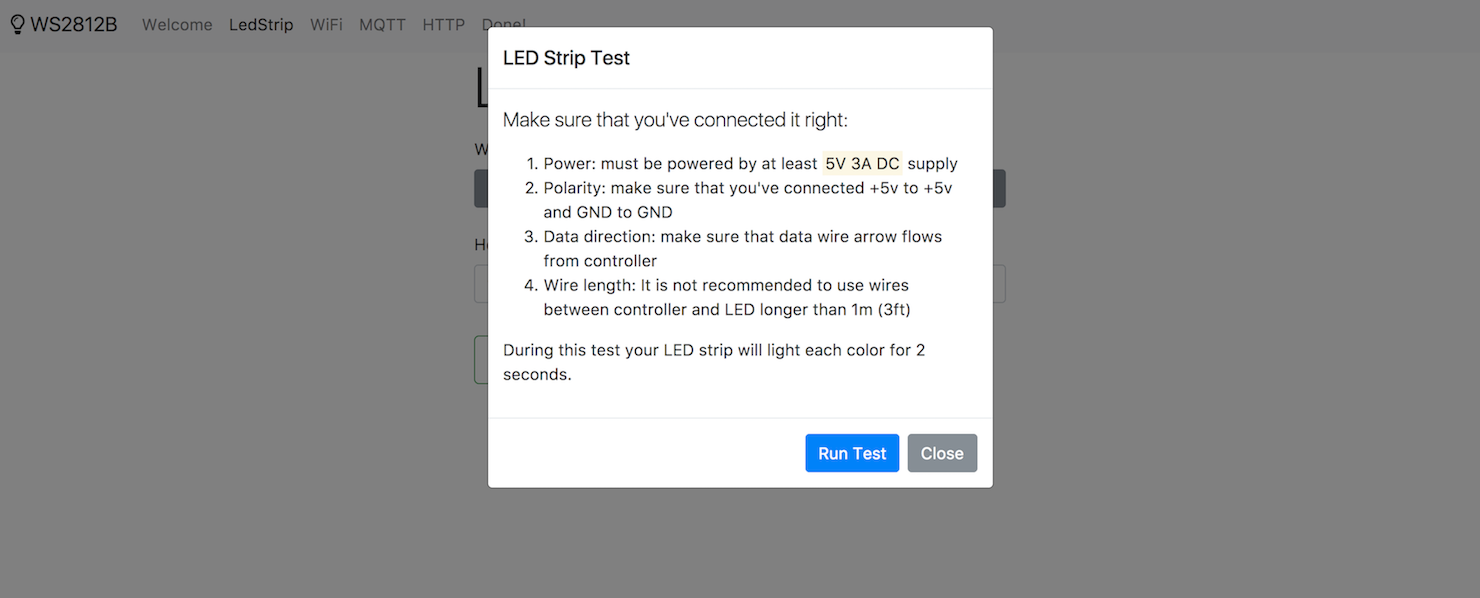 WS2812B Welcome LedStrip WiFi MQTT HTTP Done!
LED Strip Test
Make sure that you've connected it right:
1. Power: must be powered by at least 5V 3A DC supply
2. Polarity: make sure that you've connected +5v to +5v
and GND to GND
3. Data direction: make sure that data wire arrow flows
from controller
4. Wire length: It is not recommended to use wires
between controller and LED longer than 1m (3ft)
During this test your LED strip will light each color for 2
seconds.
Run Test Close